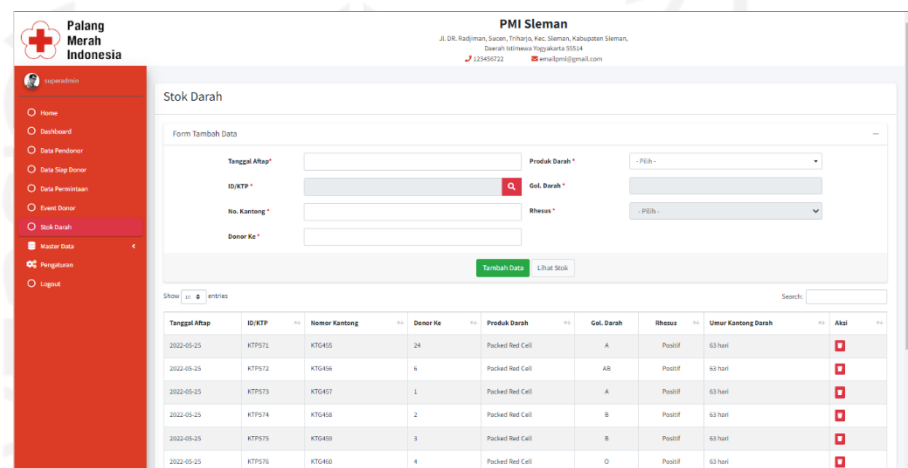 Palang
Merah
Indonesia
PMI Sleman
Jl. DR. Radjiman, Sucen, Triharjo, Kec. Sleman, Kabupaten Sleman,
Daerah Istimewa Yogyakarta 55514
123456722 emailpmi@gmail.com
superadmin
Home
Dashboard
Data Pendonor
Data Siap Donor
Data Permintaan
Event Donor
Stok Darah
Master Data
Pengaturan
Logout
Stok Darah
Form Tambah Data
Tanggal Aftap* Produk Darah * - Pilih -
ID/KTP * Gol. Darah *
No. Kantong * Rhesus * - Pilih -
Donor Ke *
Tambah Data Lihat Stok
Show 10 entries Search:
Tanggal Aftap ID/KTP Nomor Kantong Donor Ke Produk Darah Gol. Darah Rhesus Umur Kantong Darah Aksi
2022-05-25 KTP571 KTG455 24 Packed Red Cell A Positif 63 hari
2022-05-25 KTP572 KTG456 6 Packed Red Cell AB Positif 63 hari
2022-05-25 KTP573 KTG457 1 Packed Red Cell A Positif 63 hari
2022-05-25 KTP574 KTG458 2 Packed Red Cell B Positif 63 hari
2022-05-25 KTP575 KTG459 3 Packed Red Cell B Positif 63 hari
2022-05-25 KTP576 KTG460 4 Packed Red Cell O Positif 63 hari